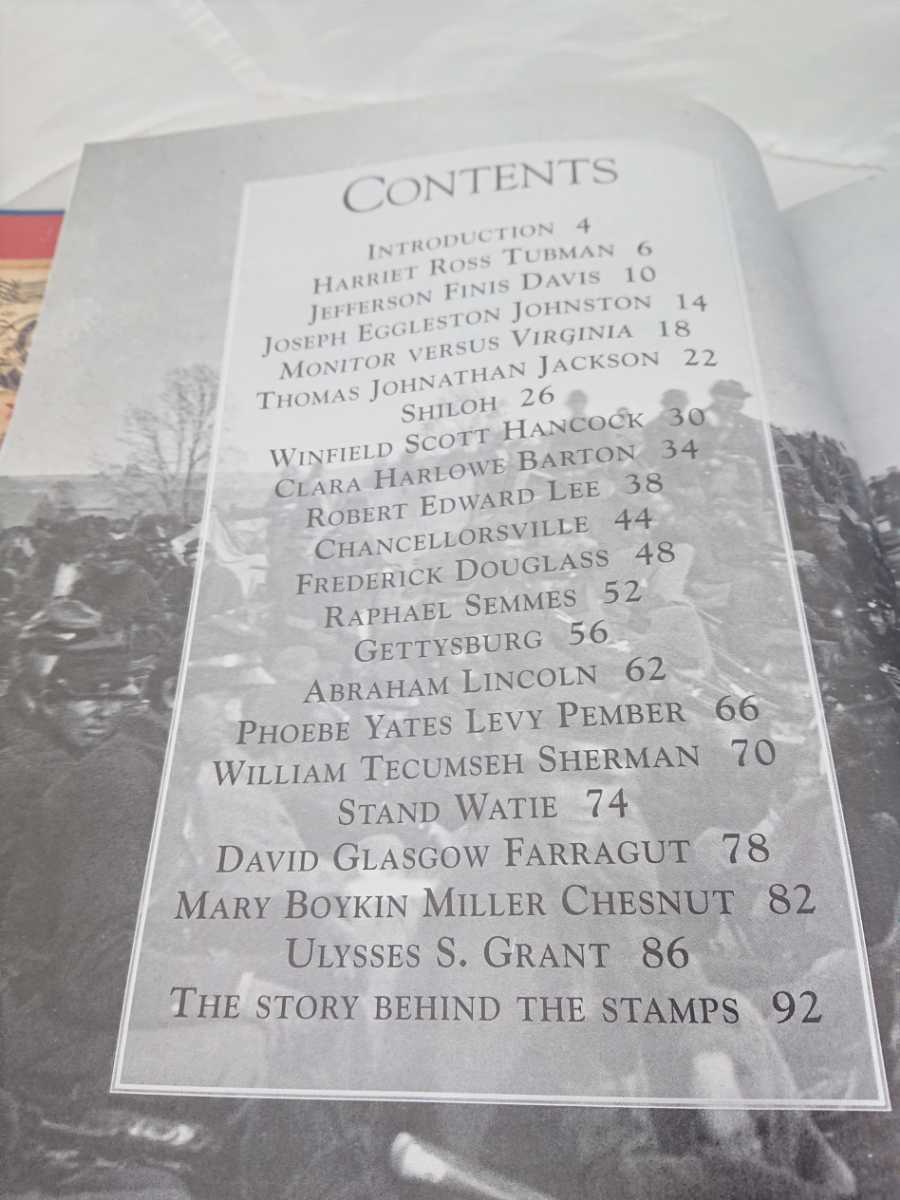 CONTENTS
INTRODUCTION 4
HARRIET ROSS TUBMAN 6
JEFFERSON FINIS DAVIS 10
JOSEPH EGGLESTON JOHNSTON 14
MONITOR VERSUS VIRGINIA 18
THOMAS JOHNATHAN JACKSON 22
SHILOH 26
WINFIELD SCOTT HANCOCK 30
CLARA HARLOWE BARTON 34
ROBERT EDWARD LEE 38
CHANCELLORSVILLE 44
FREDERICK DOUGLASS 48
RAPHAEL SEMMES 52
GETTYSBURG 56
ABRAHAM LINCOLN 62
PHOEBE YATES LEVY PEMBER 66
WILLIAM TECUMSEH SHERMAN 70
STAND WATIE 74
DAVID GLASGOW FARRAGUT 78
MARY BOYKIN MILLER CHESNUT 82
ULYSSES S. GRANT 86
THE STORY BEHIND THE STAMPS 92